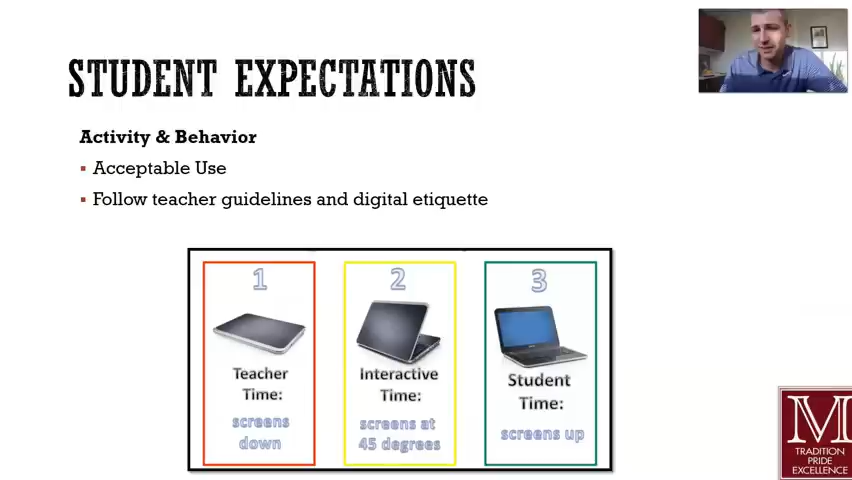 STUDENT EXPECTATIONS
Activity & Behavior
Acceptable Use
Follow teacher guidelines and digital etiquette
1
Teacher
Time:
screens
down
2
Interactive
Time:
screens at
45 degrees
3
Student
Time:
screens up
M
TRADITION
PRIDE
EXCELLENCE